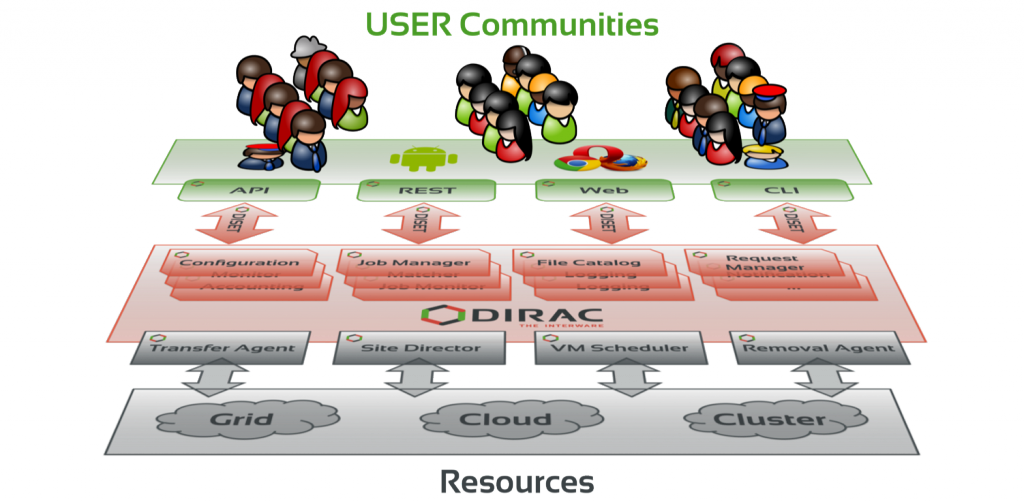 USER Communities
API
REST
Web
CLI
DISET
DISET
DISET
DISET
Configuration
Monitor
Accounting
Job Manager
Matcher
Job Monitor
File Catalog
Logging
Logging
Request
Manager
Notification
...
DIRAC
THE INTERWARE
Transfer Agent
Site Director
VM Scheduler
Removal Agent
Grid
Cloud
Cluster
Resources